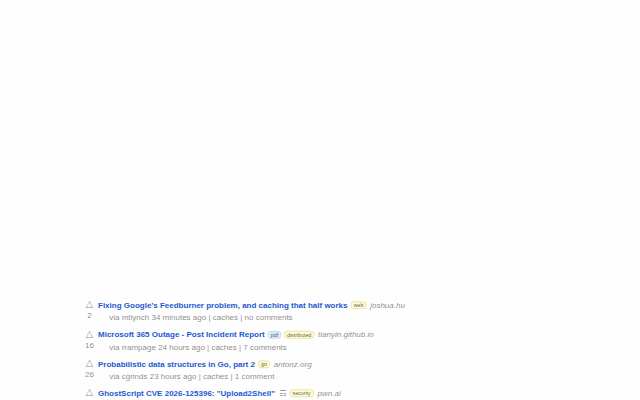 Fixing Google's Feedburner problem, and caching that half works web joshua.hu
2 via mtlynch 34 minutes ago | caches | no comments
Microsoft 365 Outage - Post Incident Report pdf distributed tianyin.github.io
16 via rrampage 24 hours ago | caches | 7 comments
Probabilistic data structures in Go, part 2 go antonz.org
26 via cgrinds 23 hours ago | caches | 1 comment
GhostScript CVE 2026-125396: "Upload2Shell" security pwn.ai